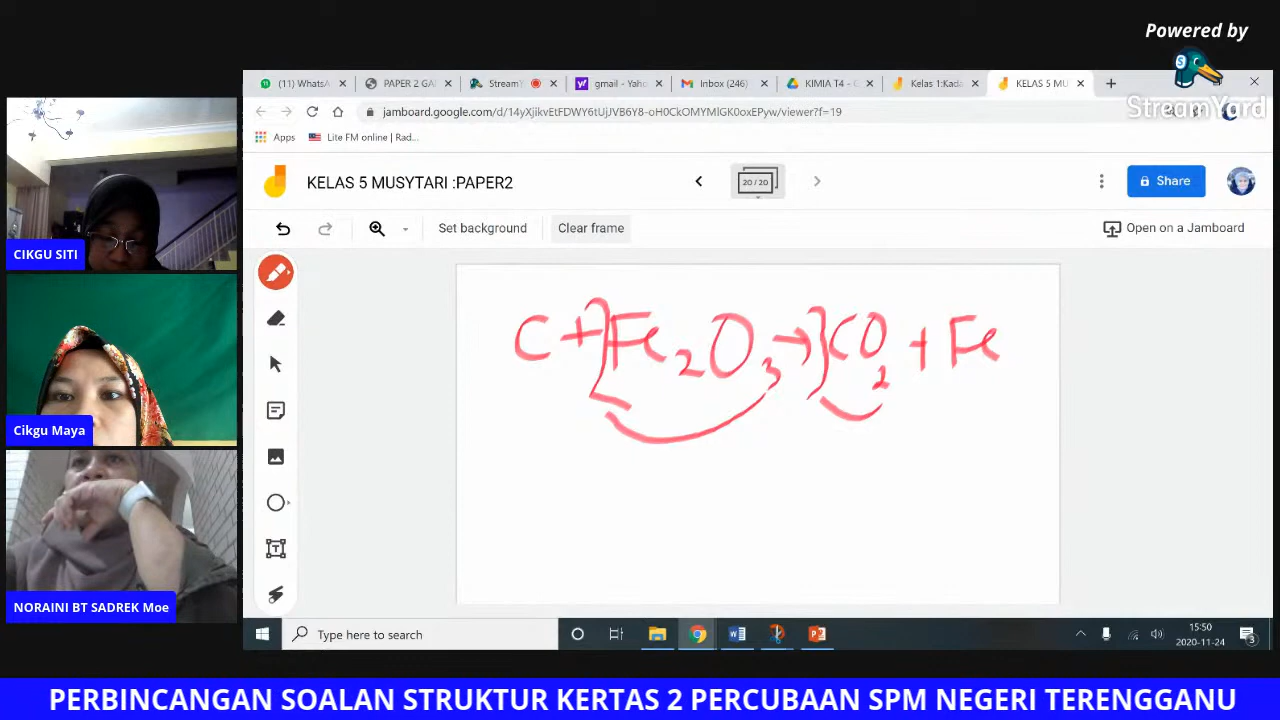 Powered by
StreamYard
(11) WhatsA
PAPER 2 GA
StreamY
gmail - Yaho
Inbox (246)
KIMIA T4 - G
Kelas 1:Kada
KELAS 5 MU
jamboard.google.com/d/14yXjikvEtFDWY6tUjJVB6Y8-oH0CkOMYMlGK0oxEPyw/viewer?f=19
Apps
Lite FM online | Rad...
KELAS 5 MUSYTARI :PAPER2
20 / 20
Share
Set background
Clear frame
Open on a Jamboard
C + Fe₂O₃ → CO₂ + Fe
CIKGU SITI
Cikgu Maya
NORAINI BT SADREK Moe
Type here to search
15:50
2020-11-24
3
PERBINCANGAN SOALAN STRUKTUR KERTAS 2 PERCUBAAN SPM NEGERI TERENGGANU